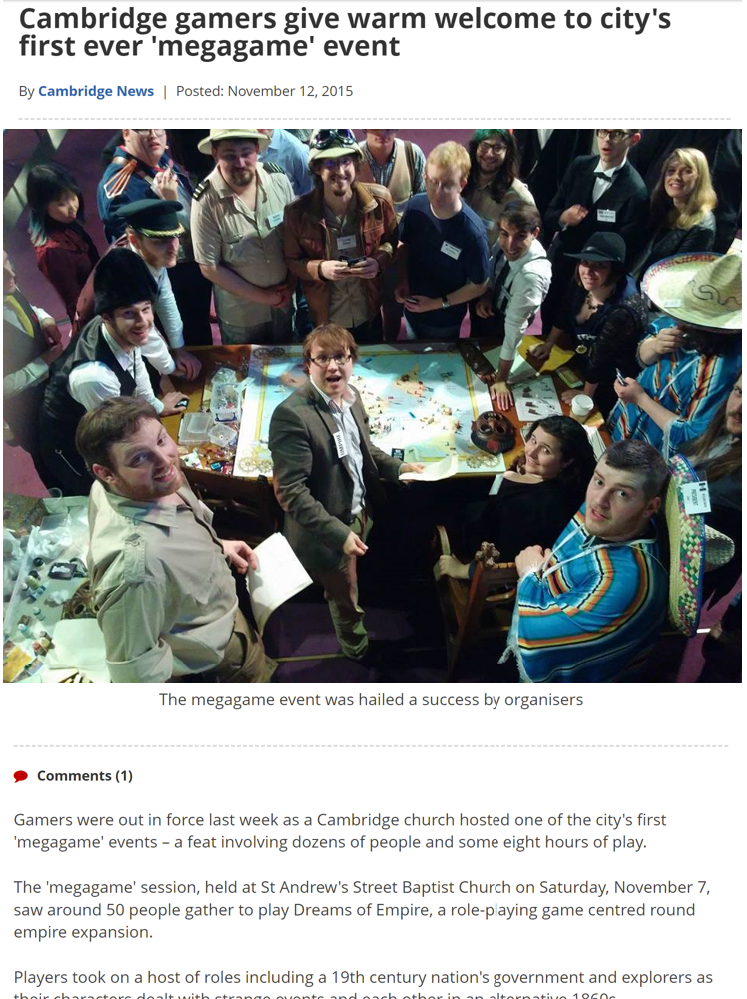 Cambridge gamers give warm welcome to city's
first ever 'megagame' event
By Cambridge News | Posted: November 12, 2015
The megagame event was hailed a success by organisers
Comments (1)
Gamers were out in force last week as a Cambridge church hosted one of the city's first
'megagame' events – a feat involving dozens of people and some eight hours of play.
The 'megagame' session, held at St Andrew's Street Baptist Church on Saturday, November 7,
saw around 50 people gather to play Dreams of Empire, a role-playing game centred round
empire expansion.
Players took on a host of roles including a 19th century nation's government and explorers as
their characters dealt with strange events and each other in an alternative 1860s